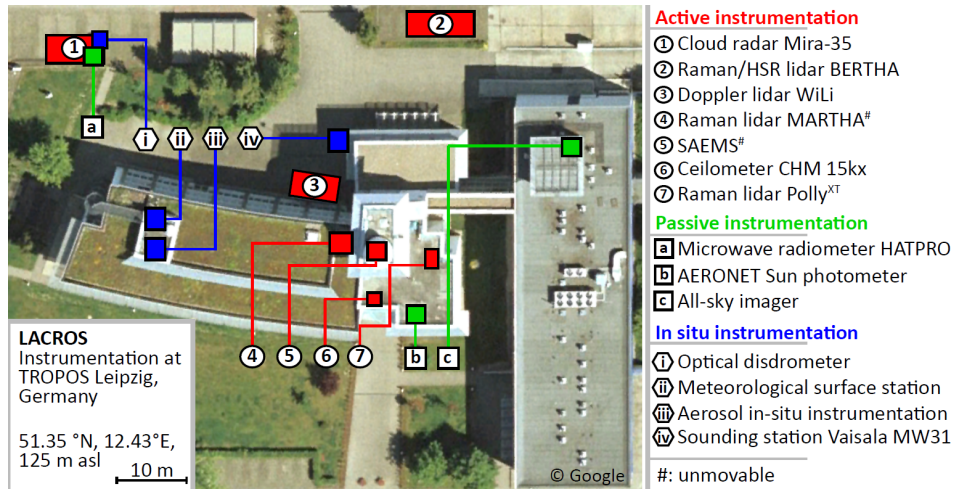 1
2
a
i
ii
iii
iv
3
4
5
6
7
b
c
LACROS
Instrumentation at
TROPOS Leipzig,
Germany
51.35 °N, 12.43°E,
125 m asl
10 m
© Google
Active instrumentation
1 Cloud radar Mira-35
2 Raman/HSR lidar BERTHA
3 Doppler lidar WiLi
4 Raman lidar MARTHA#
5 SAEMS#
6 Ceilometer CHM 15kx
7 Raman lidar PollyXT
Passive instrumentation
a Microwave radiometer HATPRO
b AERONET Sun photometer
c All-sky imager
In situ instrumentation
i Optical disdrometer
ii Meteorological surface station
iii Aerosol in-situ instrumentation
iv Sounding station Vaisala MW31
#: unmovable